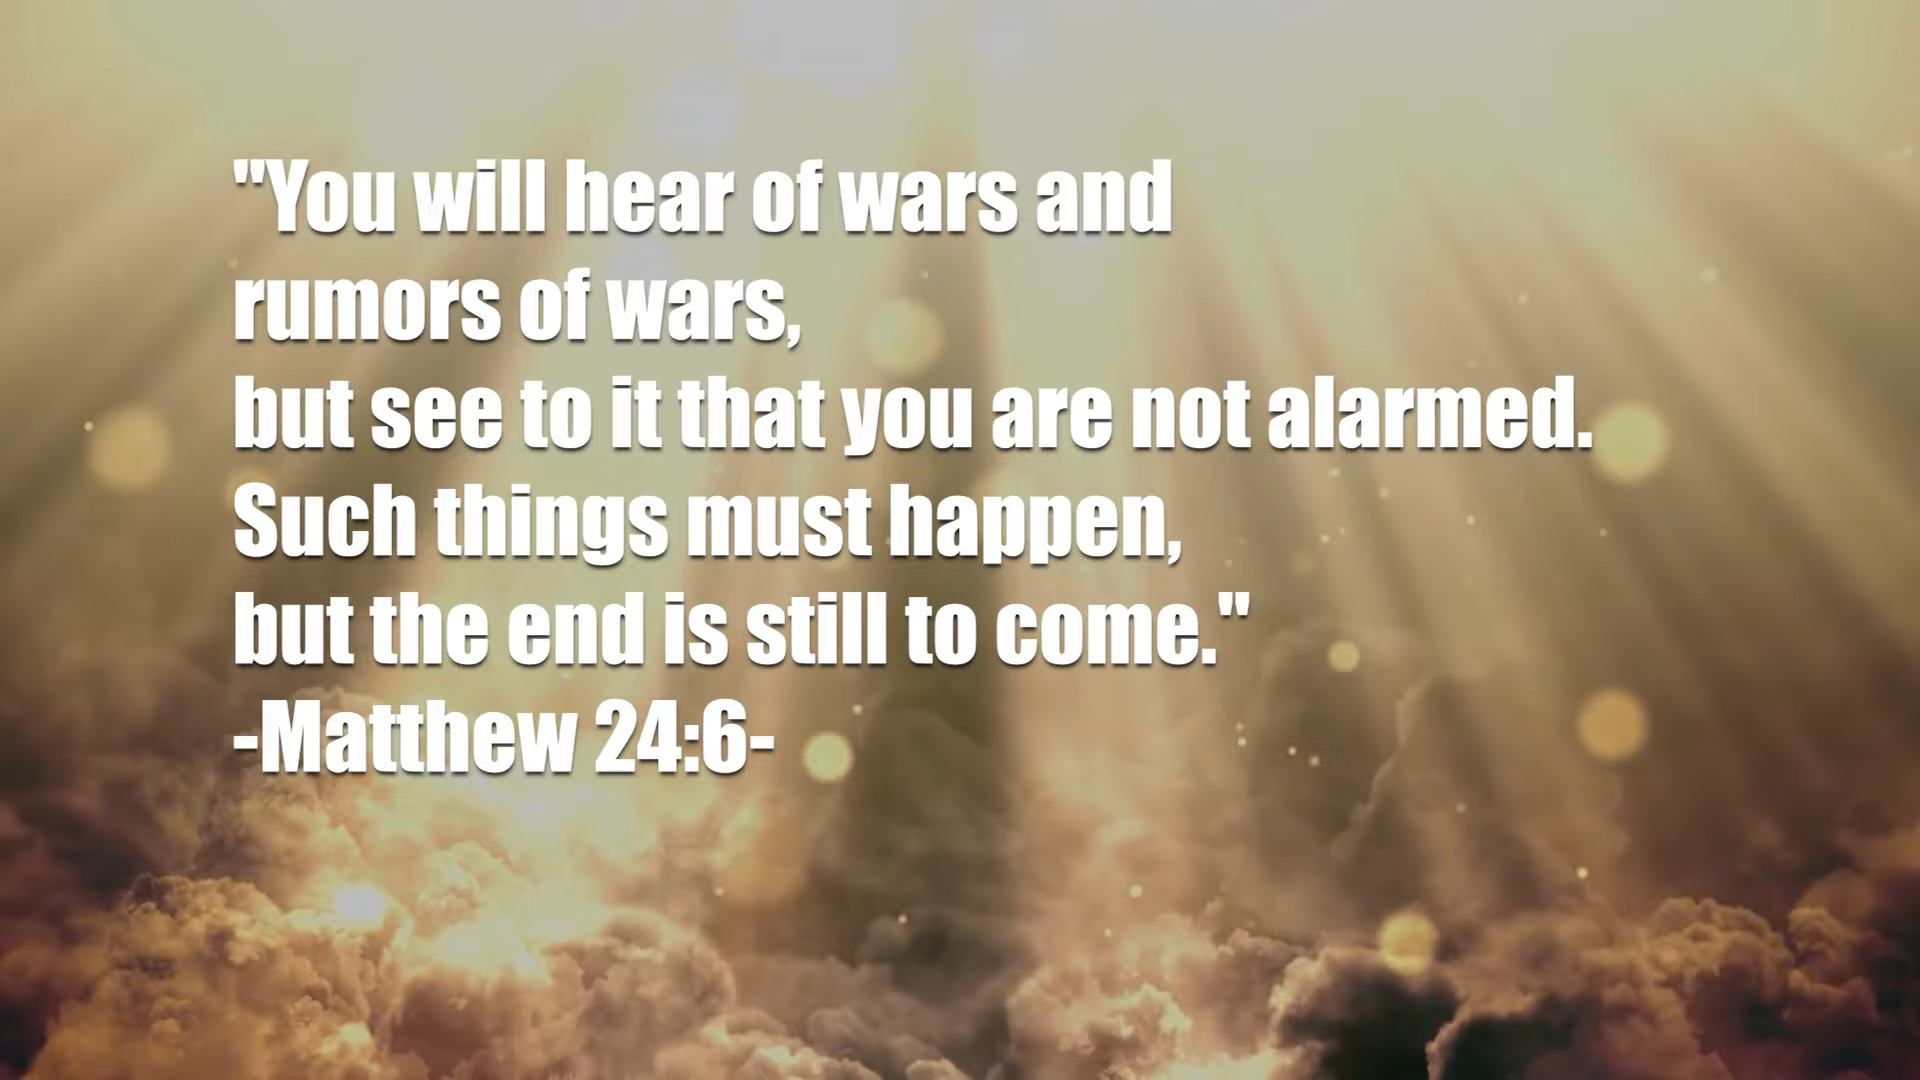 "You will hear of wars and
rumors of wars,
but see to it that you are not alarmed.
Such things must happen,
but the end is still to come."
-Matthew 24:6-